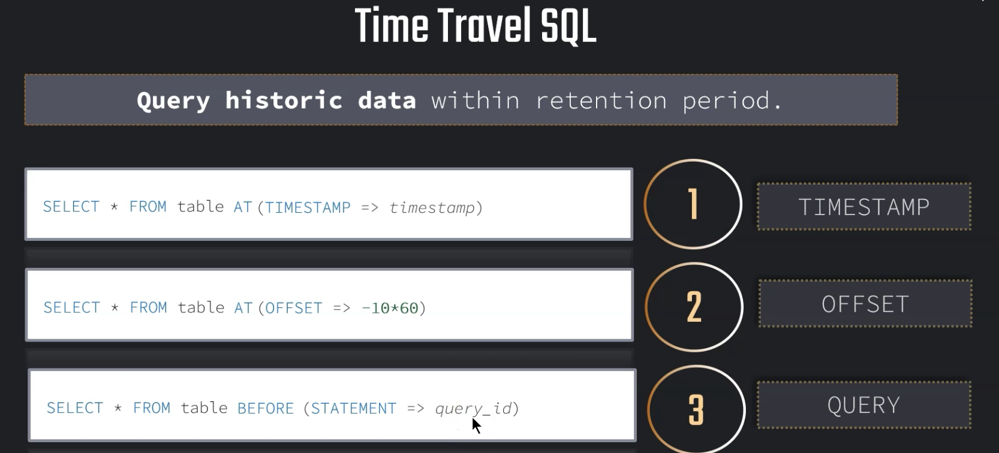 Time Travel SQL
Query historic data within retention period.
SELECT * FROM table AT(TIMESTAMP => timestamp)
1
TIMESTAMP
SELECT * FROM table AT(OFFSET => -10*60)
2
OFFSET
SELECT * FROM table BEFORE (STATEMENT => query_id)
3
QUERY